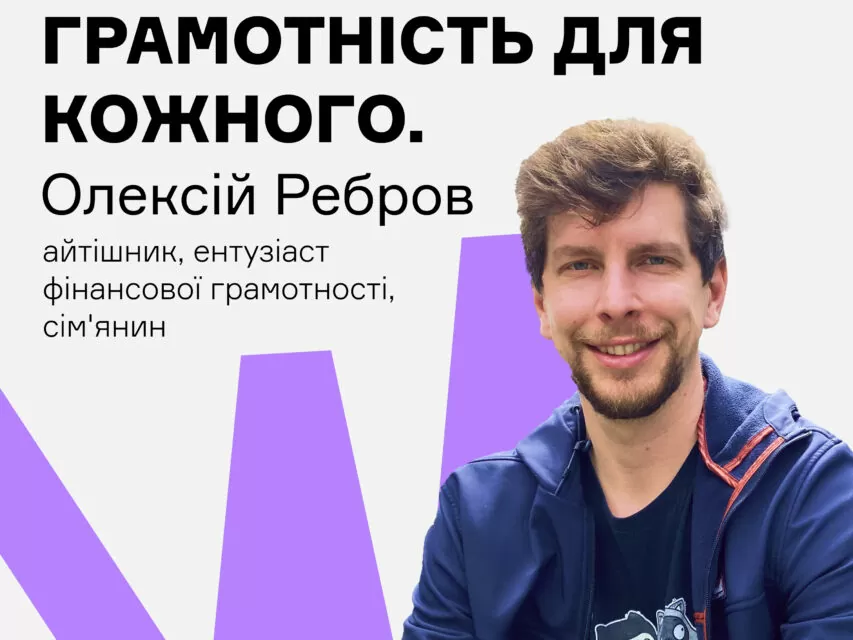 ГРАМОТНІСТЬ ДЛЯ
КОЖНОГО.
Олексій Ребров
айтішник, ентузіаст
фінансової грамотності,
сім'янин